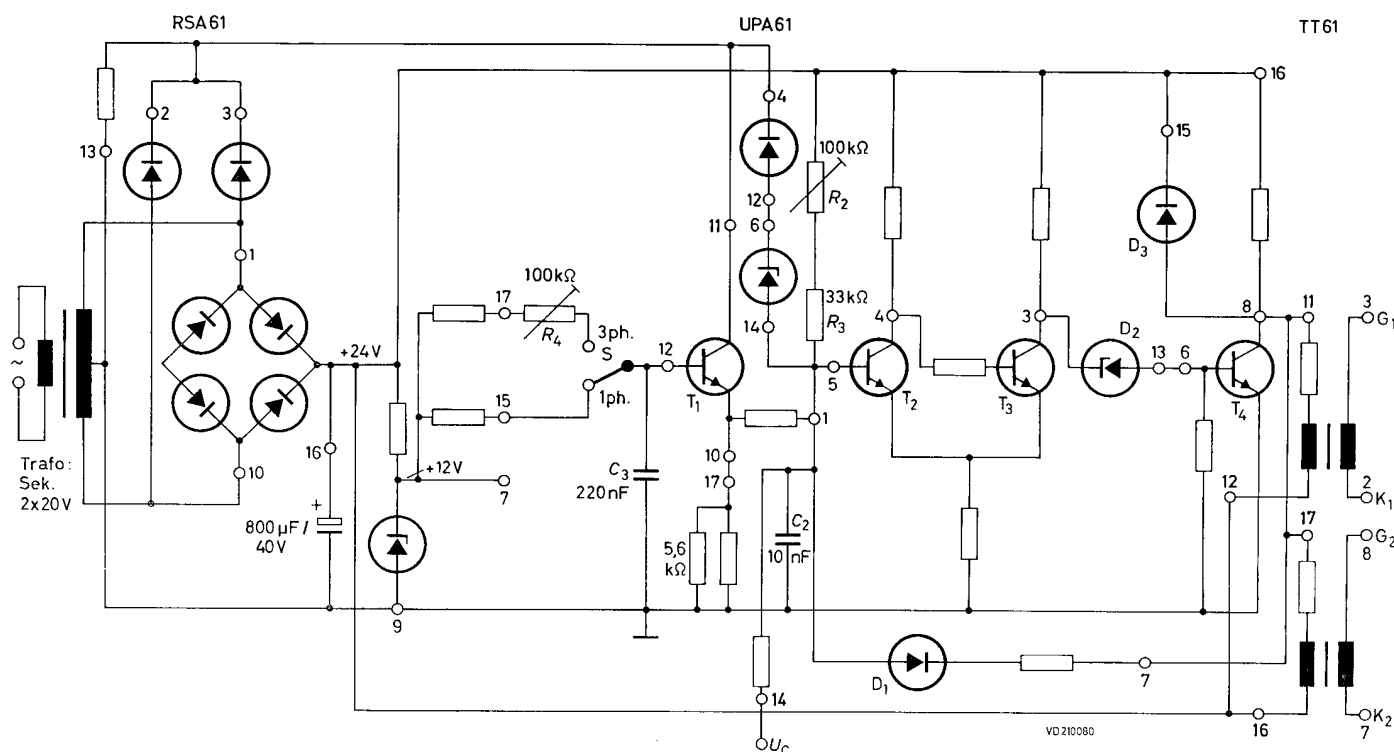 RSA61
UPA61
TT61
16
2
3
4
15
13
100kΩ
12
R2
6
11
D3
1
100kΩ
17
33kΩ
R3
8
11
3
G1
R4
14
4
3
3ph.
+24V
S
D2
13
6
12
~
1ph.
5
T1
T2
T3
T4
15
1
16
10
+12V
10
C3
2
12
K1
Trafo:
Sek.
2x20V
7
220nF
17
C2
17
G2
+
8
800µF/
40V
5,6
kΩ
10
nF
9
D1
7
14
16
K2
7
VD210080
UC